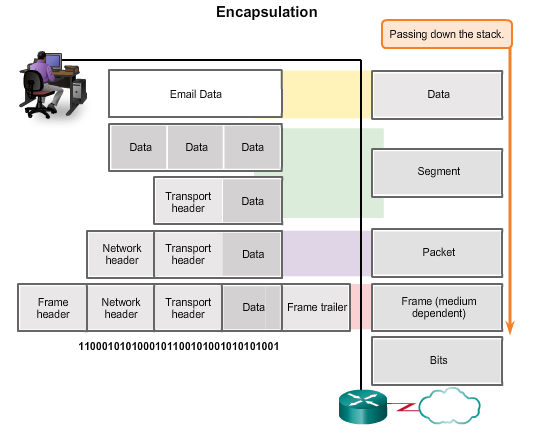 Encapsulation
Passing down the stack.
Email Data
Data
Data Data Data
Segment
Transport
header
Data
Network
header
Transport
header
Data
Packet
Frame
header
Network
header
Transport
header
Data
Frame trailer
Frame (medium
dependent)
1100010101000101100101001010101001
Bits